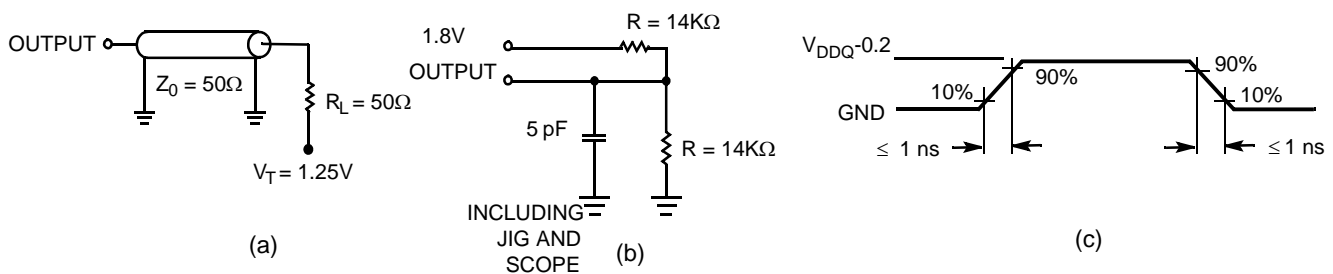 OUTPUT
Z0 = 50Ω
RL = 50Ω
VT = 1.25V
(a)
R = 14KΩ
1.8V
OUTPUT
5 pF
R = 14KΩ
INCLUDING
JIG AND
SCOPE
(b)
VDDQ-0.2
GND
10%
90%
90%
10%
≤ 1 ns
≤ 1 ns
(c)